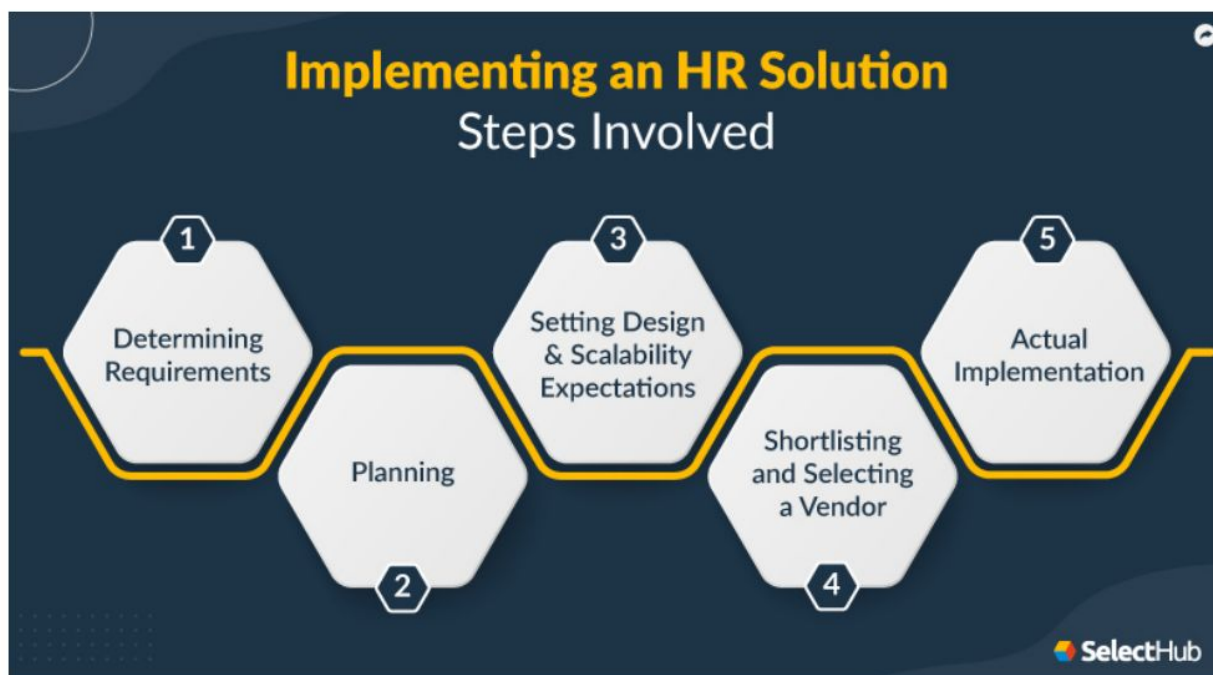 Implementing an HR Solution
Steps Involved
1
Determining
Requirements
2
Planning
3
Setting Design
& Scalability
Expectations
4
Shortlisting
and Selecting
a Vendor
5
Actual
Implementation
SelectHub